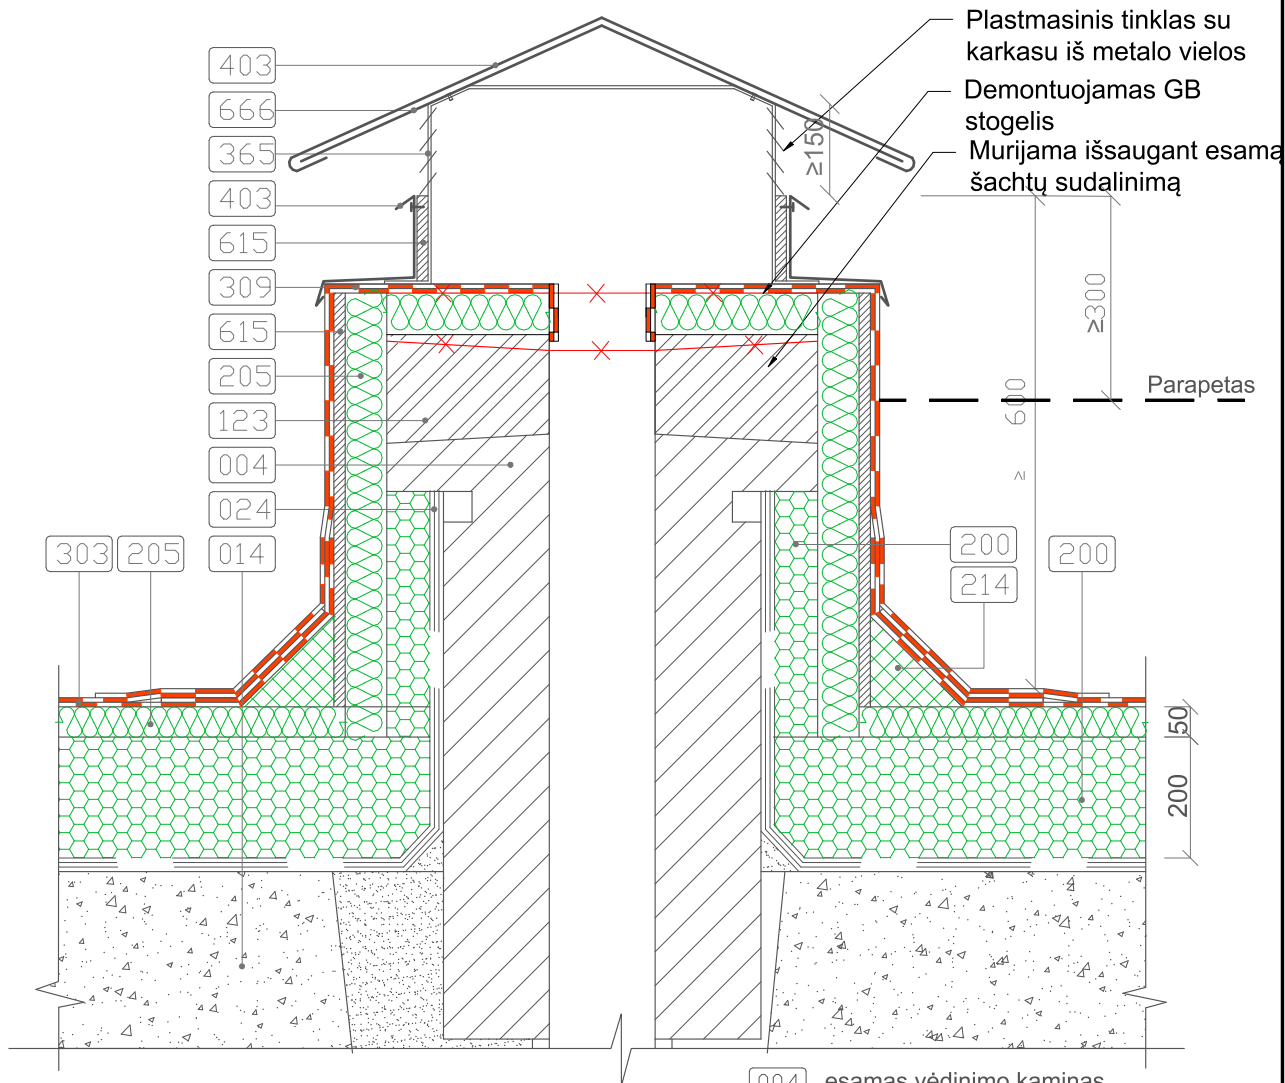 Plastmasinis tinklas su
karkasu iš metalo vielos
Demontuojamas GB
stogelis
Murijama išsaugant esamą
šachtų sudalinimą
403
666
365
403
615
309
615
205
123
004
024
014
303
205
≥150
≥300
≥ 600
Parapetas
200
214
200
50
200
004 esamas vėdinimo kaminas